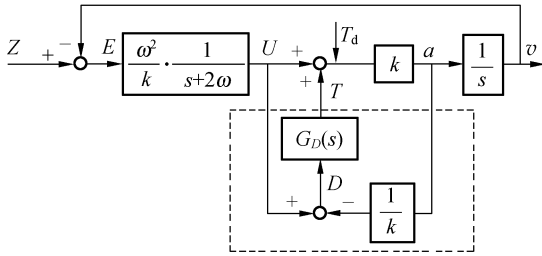 Z
+
−
E
ω²
k
·
1
s+2ω
U
+
+
T_d
T
k
a
1
s
v
G_D(s)
D
+
−
1
k